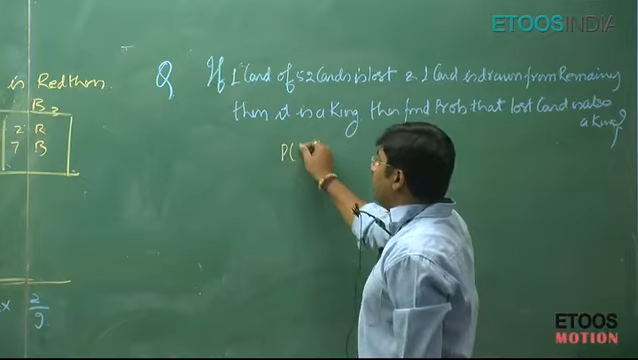 ETOOSINDIA
is Red then.
B₂
2 R
7 B
x 2/9
Q If 1 Card of 52 Cards is lost & 1 Card is drawn from Remaining
then it is a King then find Prob that lost Card is also
a King?
P(
ETOOS
MOTION